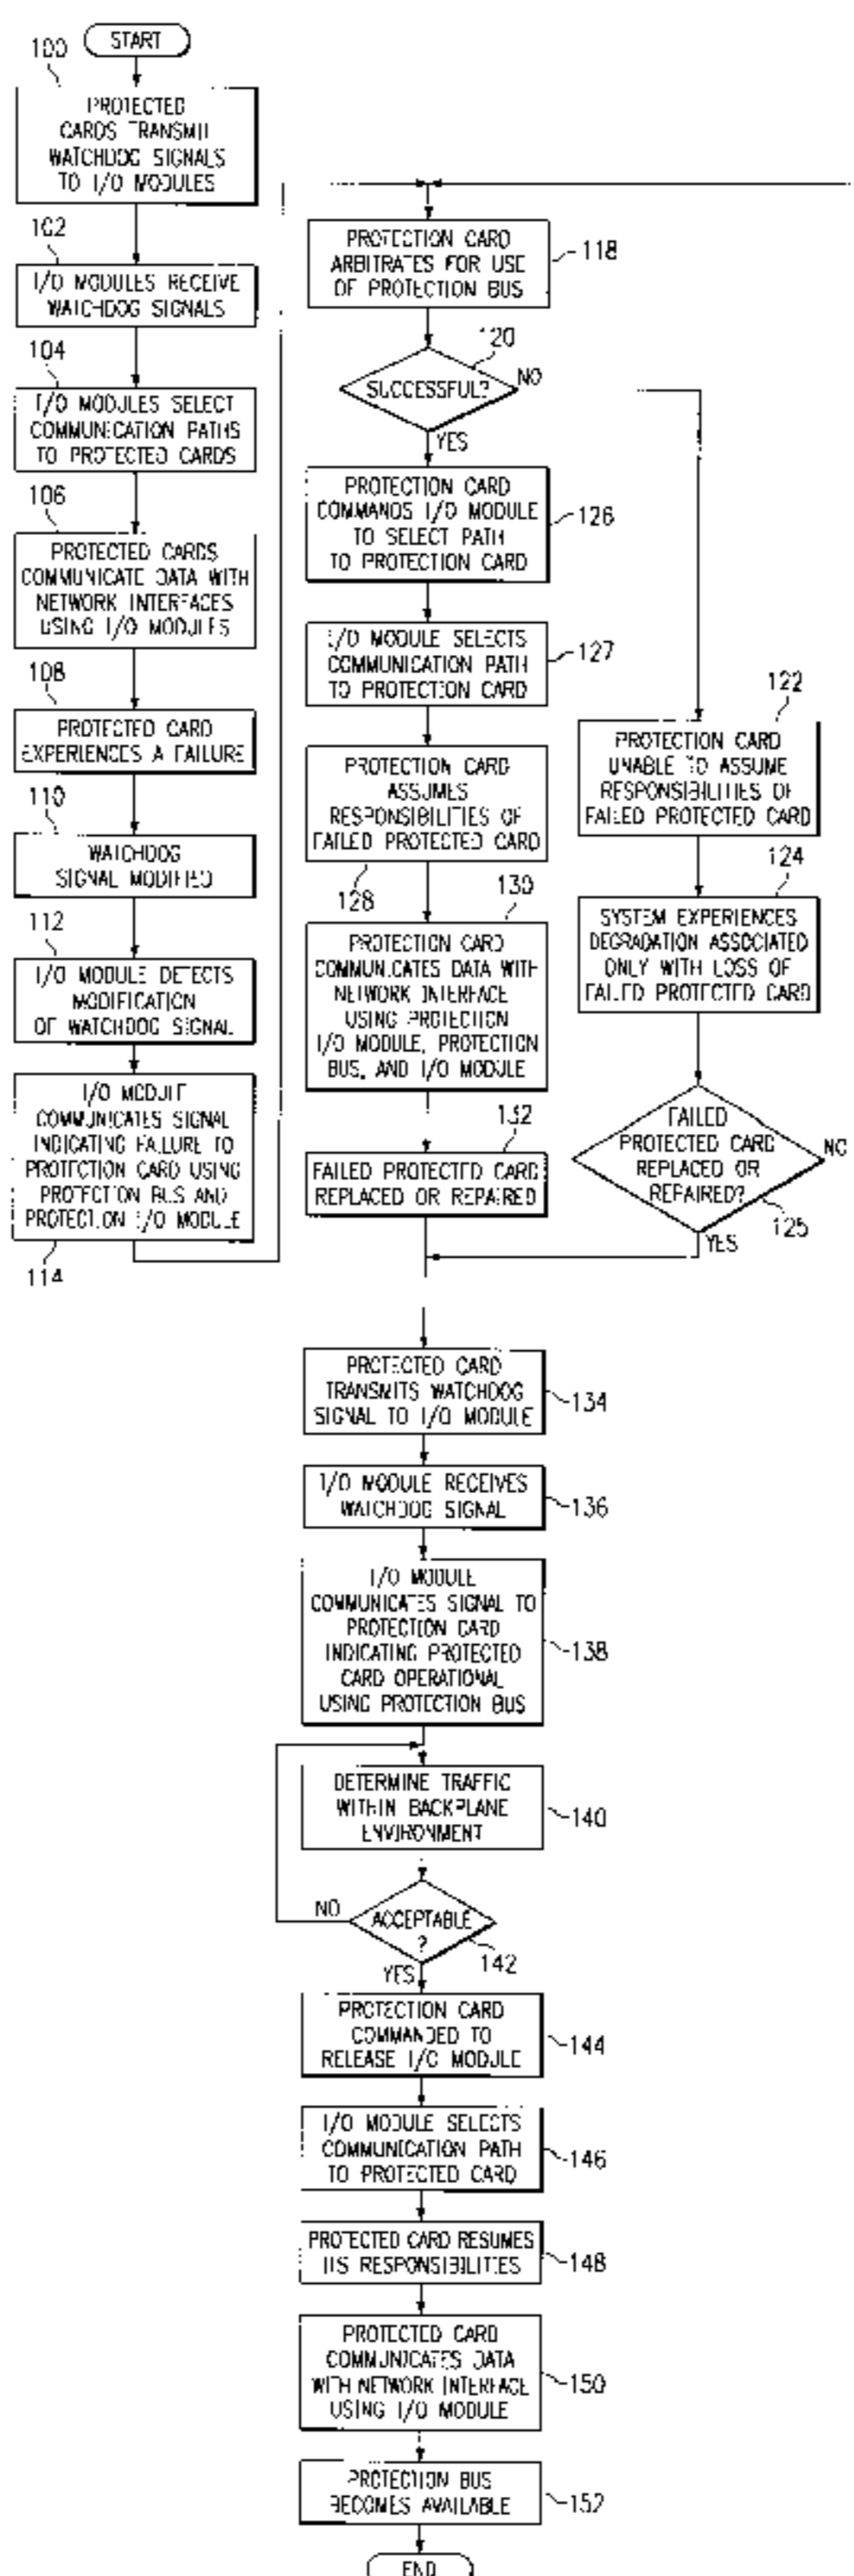 START
100
PROTECTED
CARDS TRANSMIT
WATCHDOG SIGNALS
TO I/O MODULES
102
I/O MODULES RECEIVE
WATCHDOG SIGNALS
104
I/O MODULES SELECT
COMMUNICATION PATHS
TO PROTECTED CARDS
106
PROTECTED CARDS
COMMUNICATE DATA WITH
NETWORK INTERFACES
USING I/O MODULES
108
PROTECTED CARD
EXPERIENCES A FAILURE
110
WATCHDOG
SIGNAL MODIFIED
112
I/O MODULE DETECTS
MODIFICATION
OF WATCHDOG SIGNAL
I/O MODULE
COMMUNICATES SIGNAL
INDICATING FAILURE TO
PROTECTION CARD USING
PROTECTION BUS AND
PROTECTION I/O MODULE
114
PROTECTION CARD
ARBITRATES FOR USE
OF PROTECTION BUS
118
120
SUCCESSFUL?
NO
YES
PROTECTION CARD
COMMANDS I/O MODULE
TO SELECT PATH
TO PROTECTION CARD
126
I/O MODULE SELECTS
COMMUNICATION PATH
TO PROTECTION CARD
127
PROTECTION CARD
ASSUMES
RESPONSIBILITIES OF
FAILED PROTECTED CARD
128
130
PROTECTION CARD
COMMUNICATES DATA WITH
NETWORK INTERFACE
USING PROTECTION
I/O MODULE, PROTECTION
BUS, AND I/O MODULE
132
FAILED PROTECTED CARD
REPLACED OR REPAIRED
122
PROTECTION CARD
UNABLE TO ASSUME
RESPONSIBILITIES OF
FAILED PROTECTED CARD
124
SYSTEM EXPERIENCES
DEGRADATION ASSOCIATED
ONLY WITH LOSS OF
FAILED PROTECTED CARD
FAILED
PROTECTED CARD
REPLACED OR
REPAIRED?
NO
125
YES
PROTECTED CARD
TRANSMITS WATCHDOG
SIGNAL TO I/O MODULE
134
I/O MODULE RECEIVES
WATCHDOG SIGNAL
136
I/O MODULE
COMMUNICATES SIGNAL TO
PROTECTION CARD
INDICATING PROTECTED
CARD OPERATIONAL
USING PROTECTION BUS
138
DETERMINE TRAFFIC
WITHIN BACKPLANE
ENVIRONMENT
140
NO
ACCEPTABLE
?
142
YES
PROTECTION CARD
COMMANDED TO
RELEASE I/O MODULE
144
I/O MODULE SELECTS
COMMUNICATION PATH
TO PROTECTED CARD
146
PROTECTED CARD RESUMES
ITS RESPONSIBILITIES
148
PROTECTED CARD
COMMUNICATES DATA
WITH NETWORK INTERFACE
USING I/O MODULE
150
PROTECTION BUS
BECOMES AVAILABLE
152
END